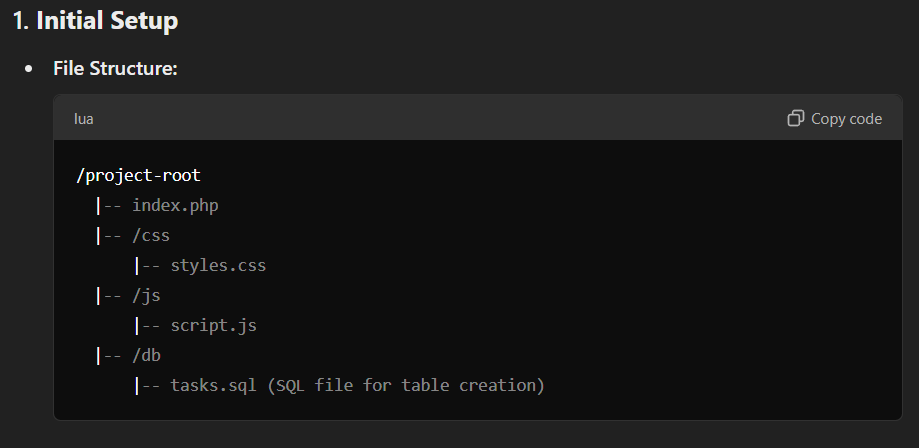 1. Initial Setup
• File Structure:
lua Copy code
/project-root
|-- index.php
|-- /css
|-- styles.css
|-- /js
|-- script.js
|-- /db
|-- tasks.sql (SQL file for table creation)